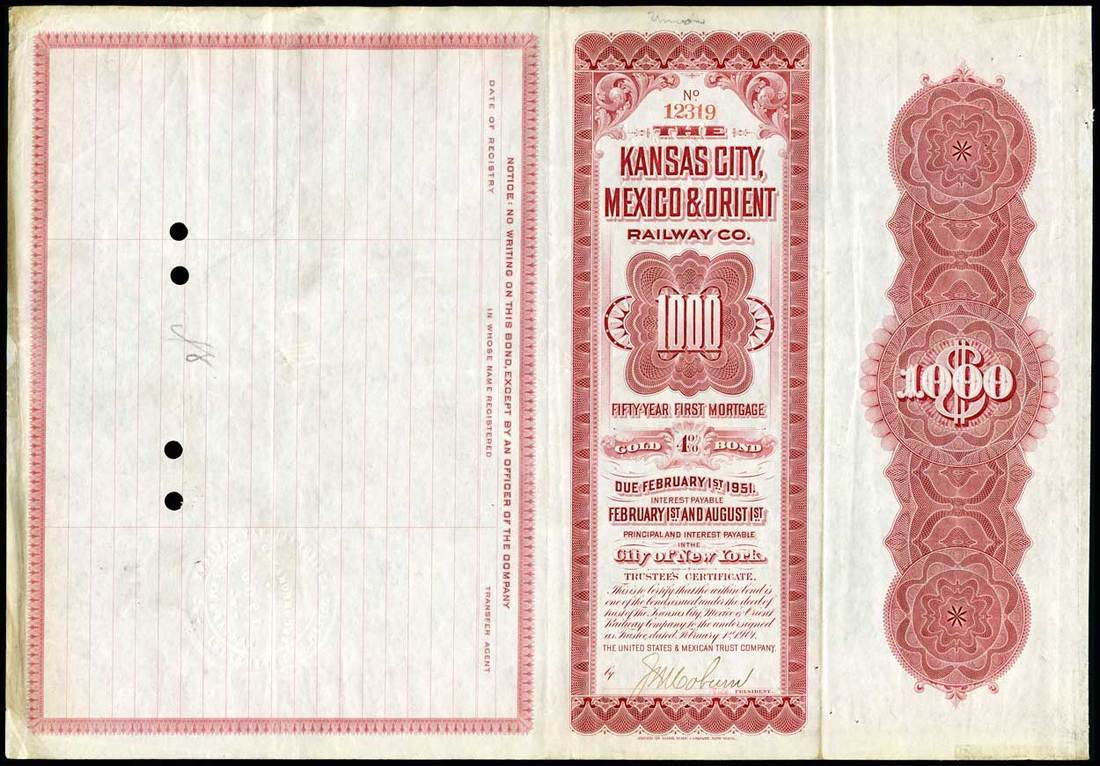 DATE OF REGISTRY
IN WHOSE NAME REGISTERED
TRANSFER AGENT
NOTICE: NO WRITING ON THIS BOND, EXCEPT BY AN OFFICER OF THE COMPANY
No
12319
THE
KANSAS CITY,
MEXICO & ORIENT
RAILWAY CO.
1000
FIFTY-YEAR FIRST MORTGAGE
GOLD 4% BOND
DUE FEBRUARY 1ST 1951.
INTEREST PAYABLE
FEBRUARY 1ST AND AUGUST 1ST
PRINCIPAL AND INTEREST PAYABLE
IN THE
City of New York.
TRUSTEE'S CERTIFICATE.
This is to Certify that the within bond is
one of the bonds issued under the deed of
trust of the Kansas City, Mexico & Orient
Railway Company to the undersigned
as Trustee, dated, February 1st, 1901.
THE UNITED STATES & MEXICAN TRUST COMPANY,
by
PRESIDENT.
$1000